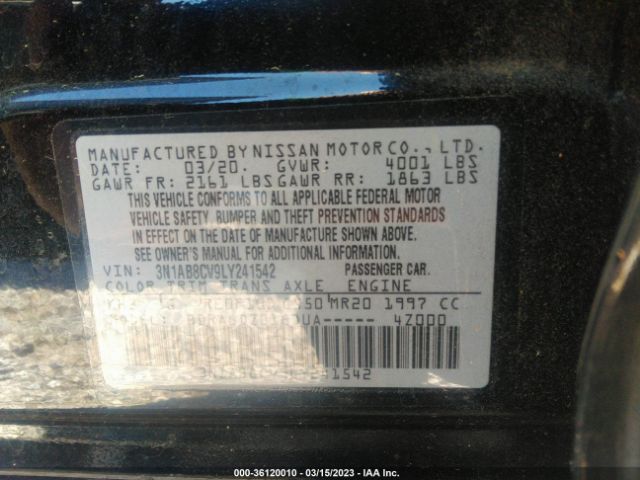 MANUFACTURED BY NISSAN MOTOR CO., LTD.
DATE: 03/20. GVWR: 4001 LBS
GAWR FR: 2161 LBS GAWR RR: 1863 LBS
THIS VEHICLE CONFORMS TO ALL APPLICABLE FEDERAL MOTOR
VEHICLE SAFETY, BUMPER AND THEFT PREVENTION STANDARDS
IN EFFECT ON THE DATE OF MANUFACTURE SHOWN ABOVE.
SEE OWNER'S MANUAL FOR ADDITIONAL INFORMATION.
VIN: 3N1AB8CV9LY241542 PASSENGER CAR.
COLOR TRIM TRANS AXLE ENGINE
MR20 1997 CC
UA----- 4Z000
1542
000-36120010 - 03/15/2023 - IAA Inc.